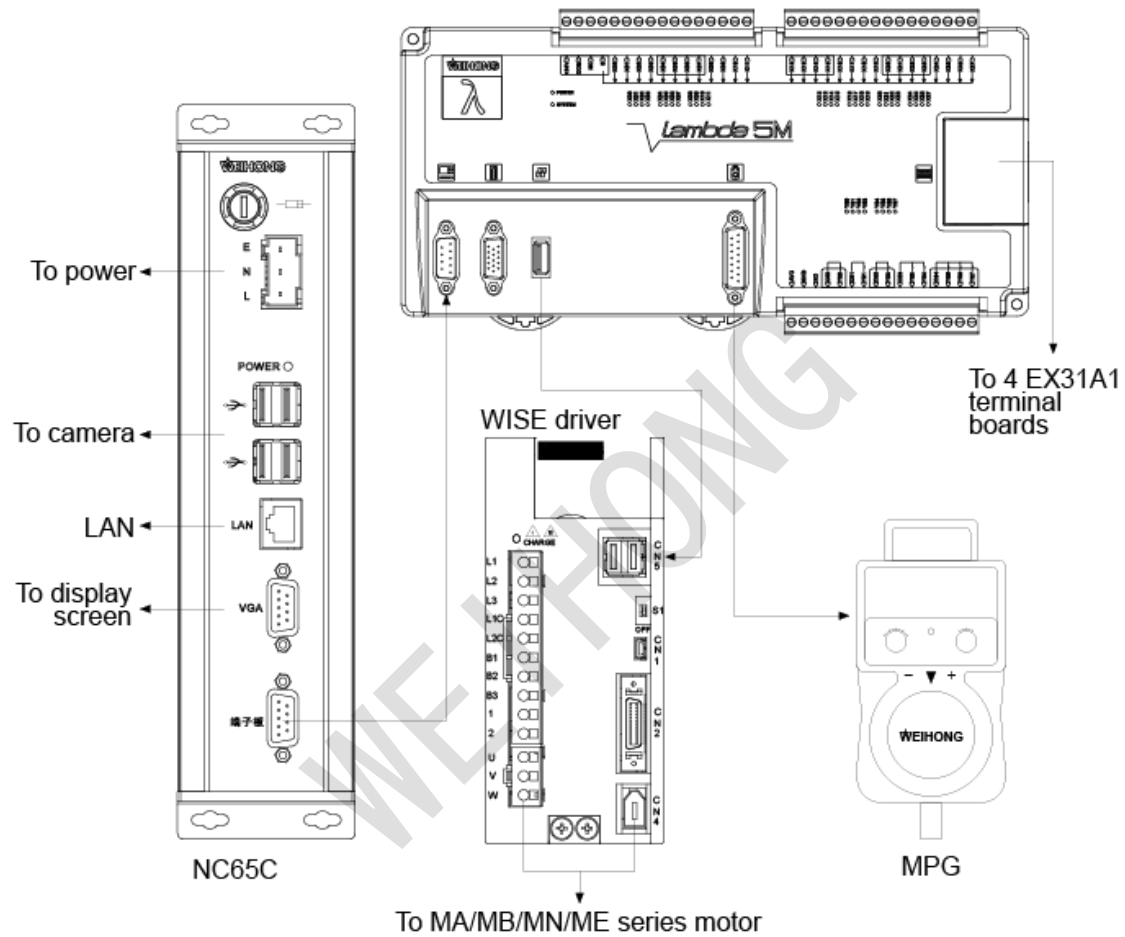 WEIHONG
λ
POWER
SYSTEM
Lambda 5M
WEIHONG
E
N
L
To power
POWER
To camera
LAN
LAN
To display
screen
VGA
端子板
NC65C
To 4 EX31A1
terminal
boards
WISE driver
CHARGE
L1
L2
L3
L1C
L2C
B1
B2
B3
1
2
U
V
W
CN5
S1
OFF
CN1
CN2
CN4
To MA/MB/MN/ME series motor
− ▼ +
WEIHONG
MPG
WEIHONG